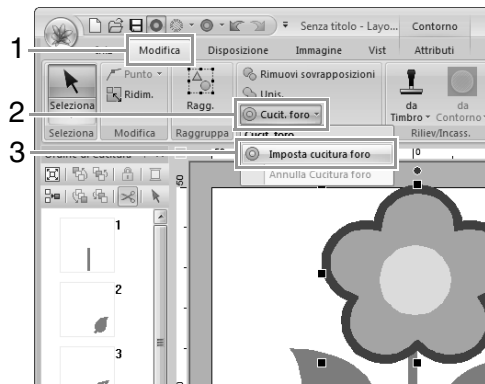 Senza titolo - Layo... Contorno
1
Modifica Disposizione Immagine Vist Attributi
Punto Rimuovi sovrapposizioni
Seleziona Ridim. Ragg. Unis. da Timbro da Contorno
2
Cucit. foro
Seleziona Modifica Raggruppa Cucit. foro Riliev/Incass.
3
Imposta cucitura foro
Annulla Cucitura foro
1
2
3